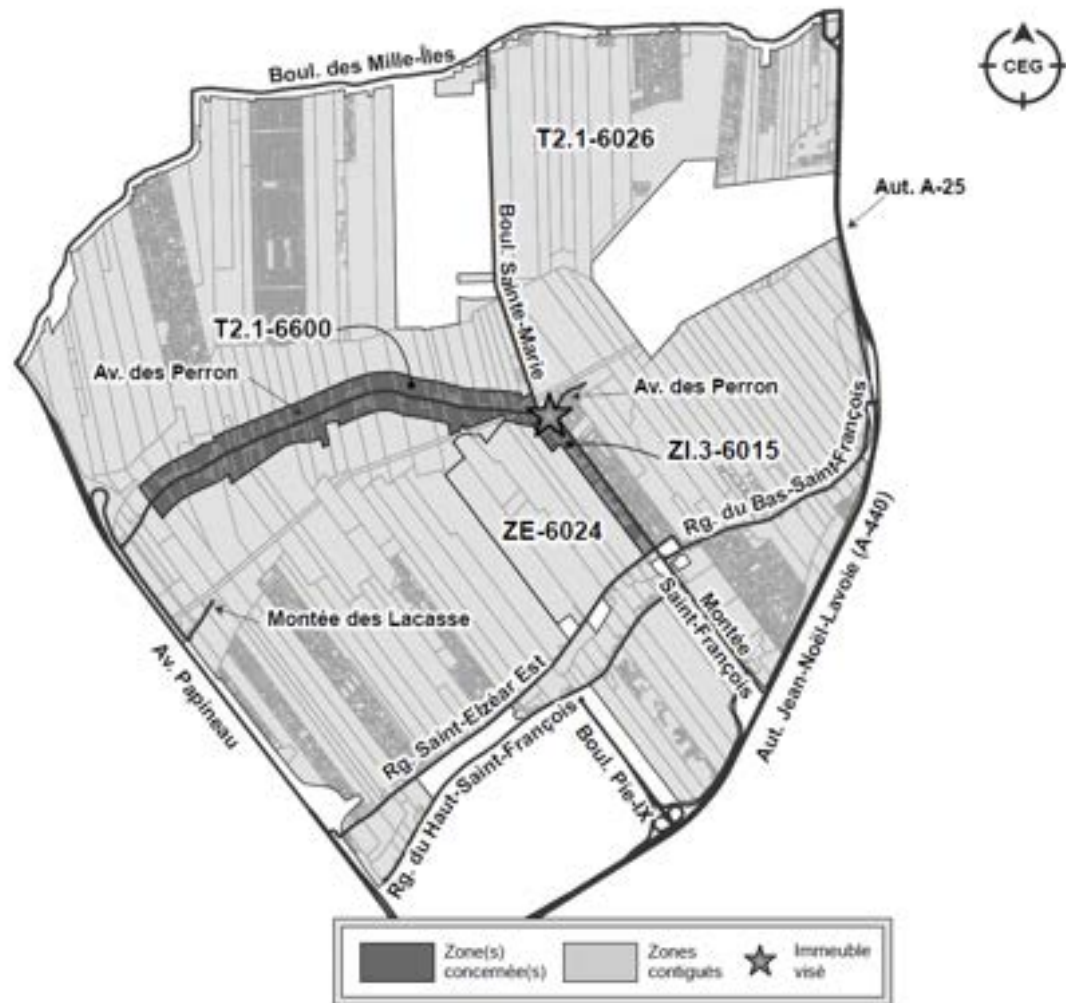 CEG
Boul. des Mille-Îles
T2.1-6026
Aut. A-25
Boul. Sainte-Marie
T2.1-6600
Av. des Perron
Av. des Perron
ZI.3-6015
Rg. du Bas-Saint-François
ZE-6024
Montée des Lacasse
Montée
Saint-François
Av. Papineau
Rg. Saint-Elzéar Est
Rg. du Haut-Saint-François
Boul. Pie-IX
Aut. Jean-Noël-Lavoie (A-440)
Zone(s)
concernée(s)
Zones
contiguës
Immeuble
visé